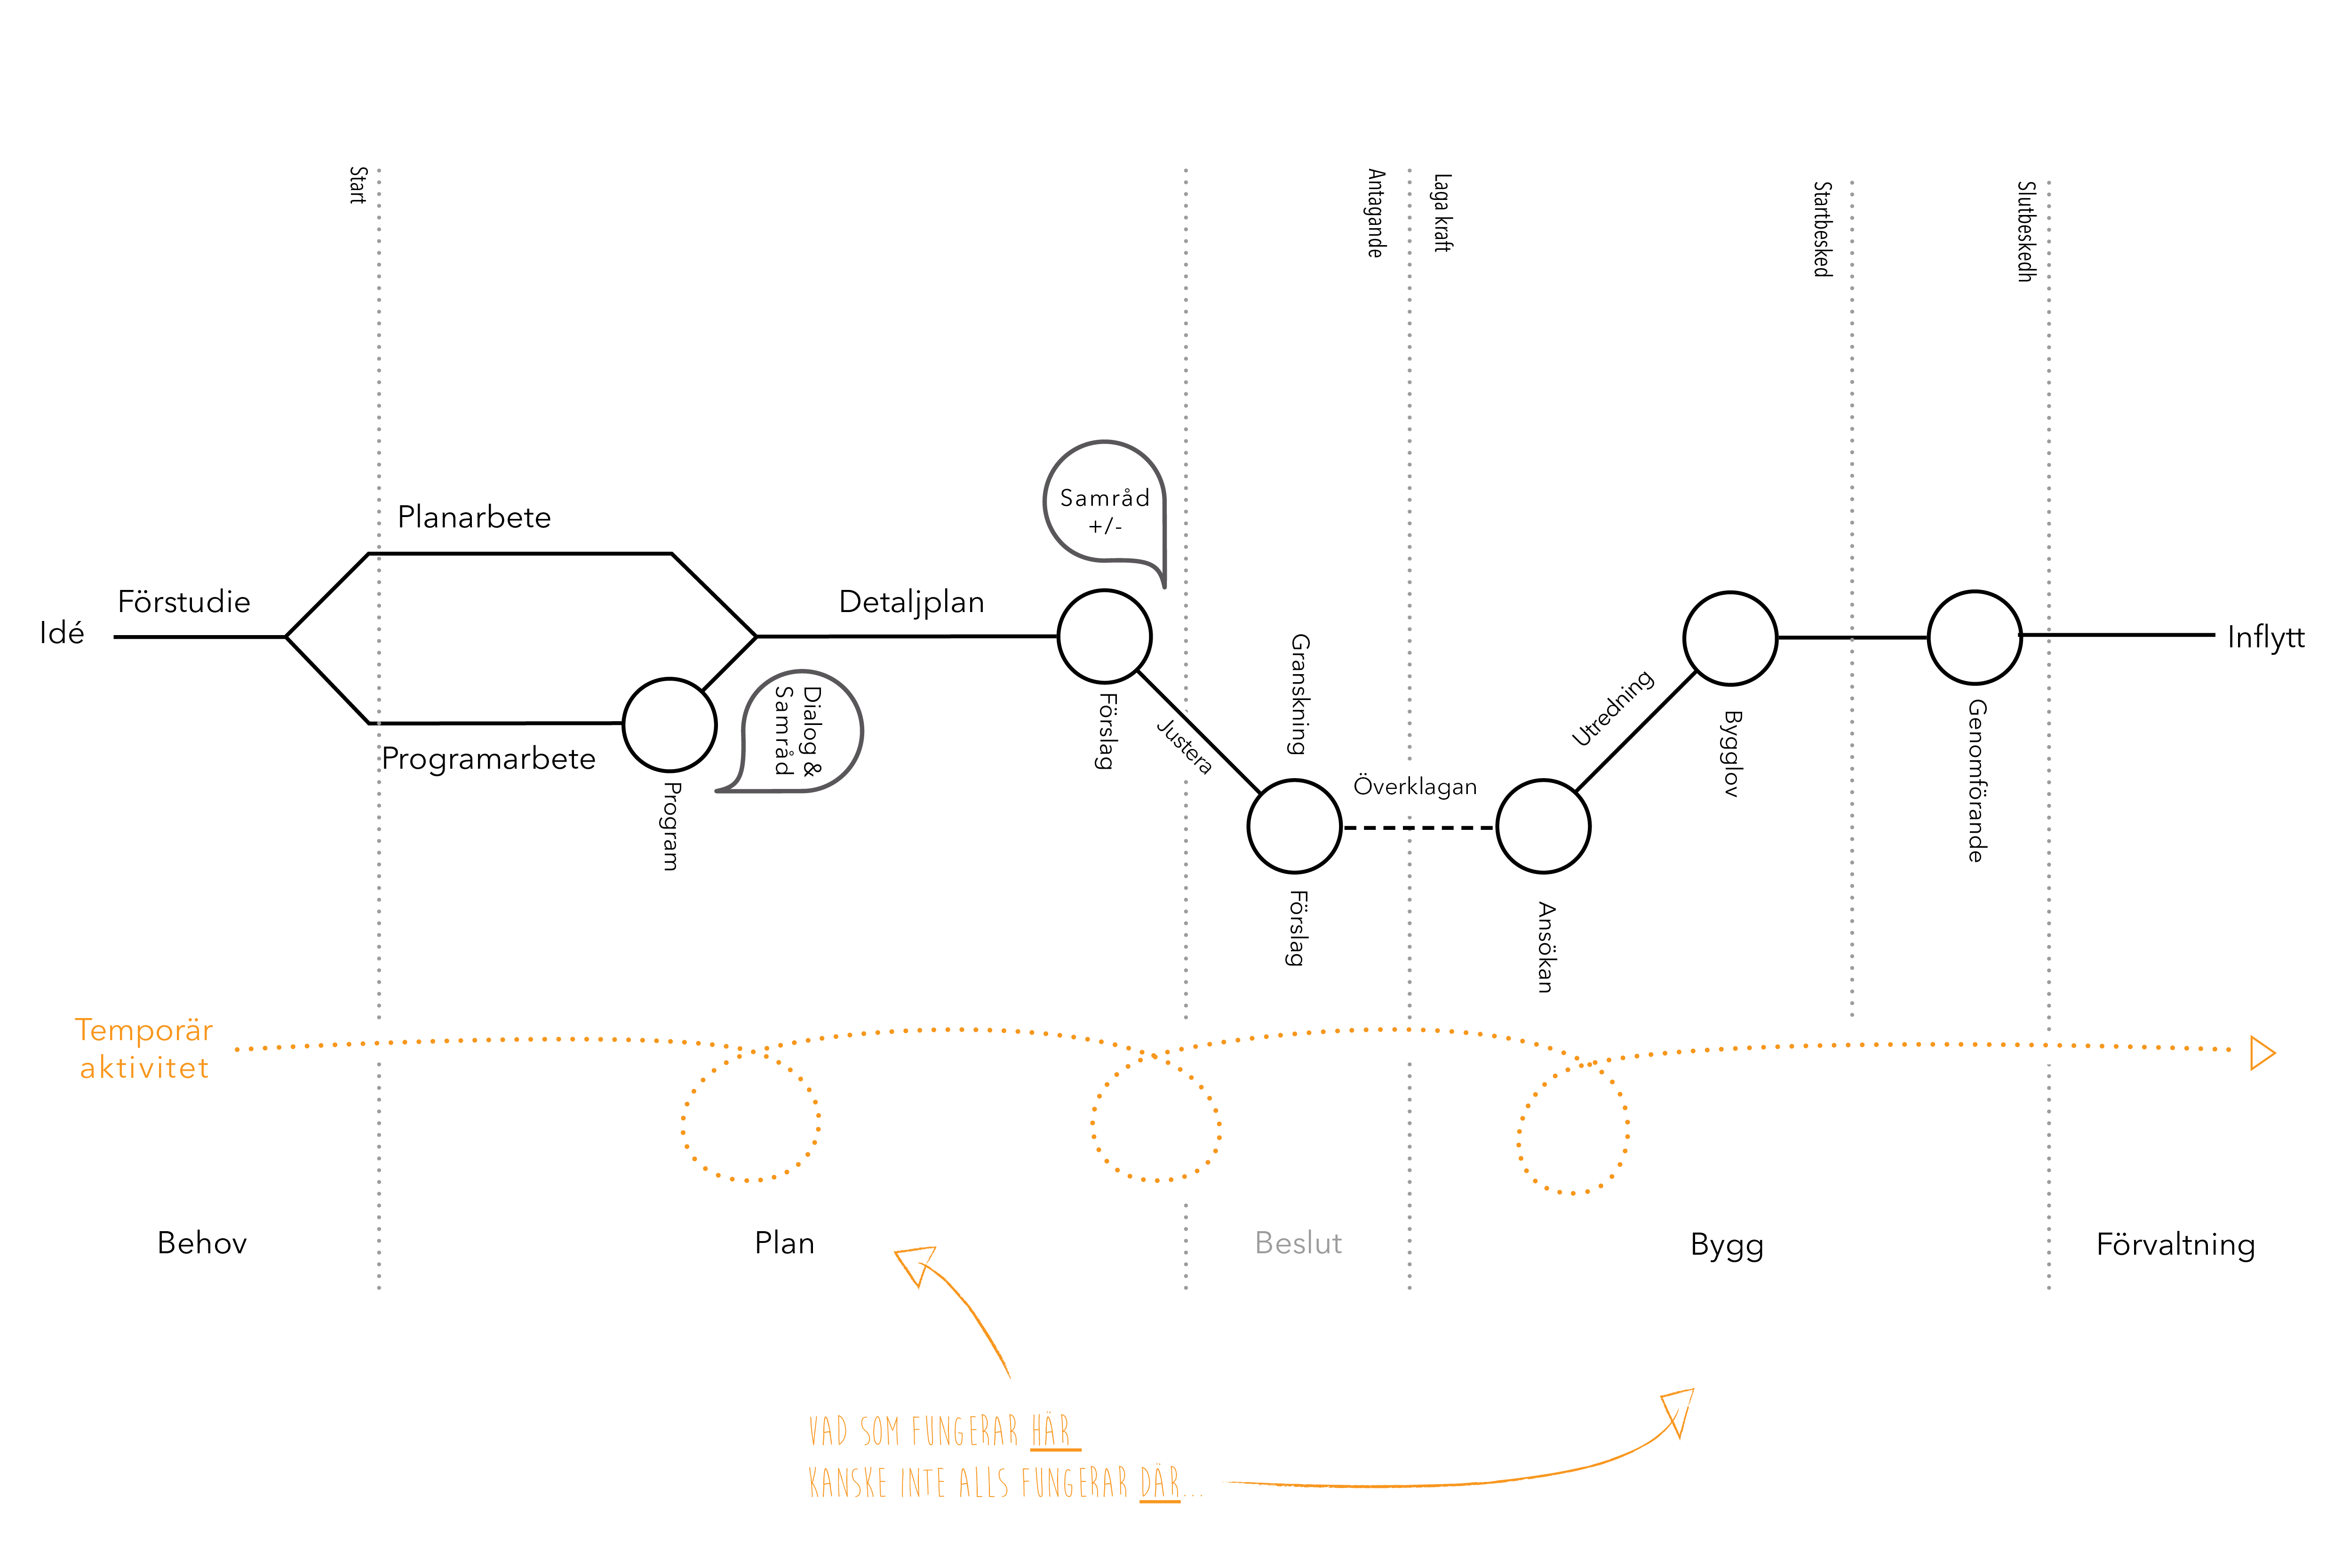 Start
Antagande
Laga kraft
Startbesked
Slutbeskedh
Samråd
+/-
Planarbete
Idé
Förstudie
Detaljplan
Inflytt
Programarbete
Dialog &
Samråd
Program
Förslag
Justera
Granskning
Förslag
Överklagan
Ansökan
Utredning
Bygglov
Genomförande
Temporär
aktivitet
Behov
Plan
Beslut
Bygg
Förvaltning
VAD SOM FUNGERAR HÄR
KANSKE INTE ALLS FUNGERAR DÄR...